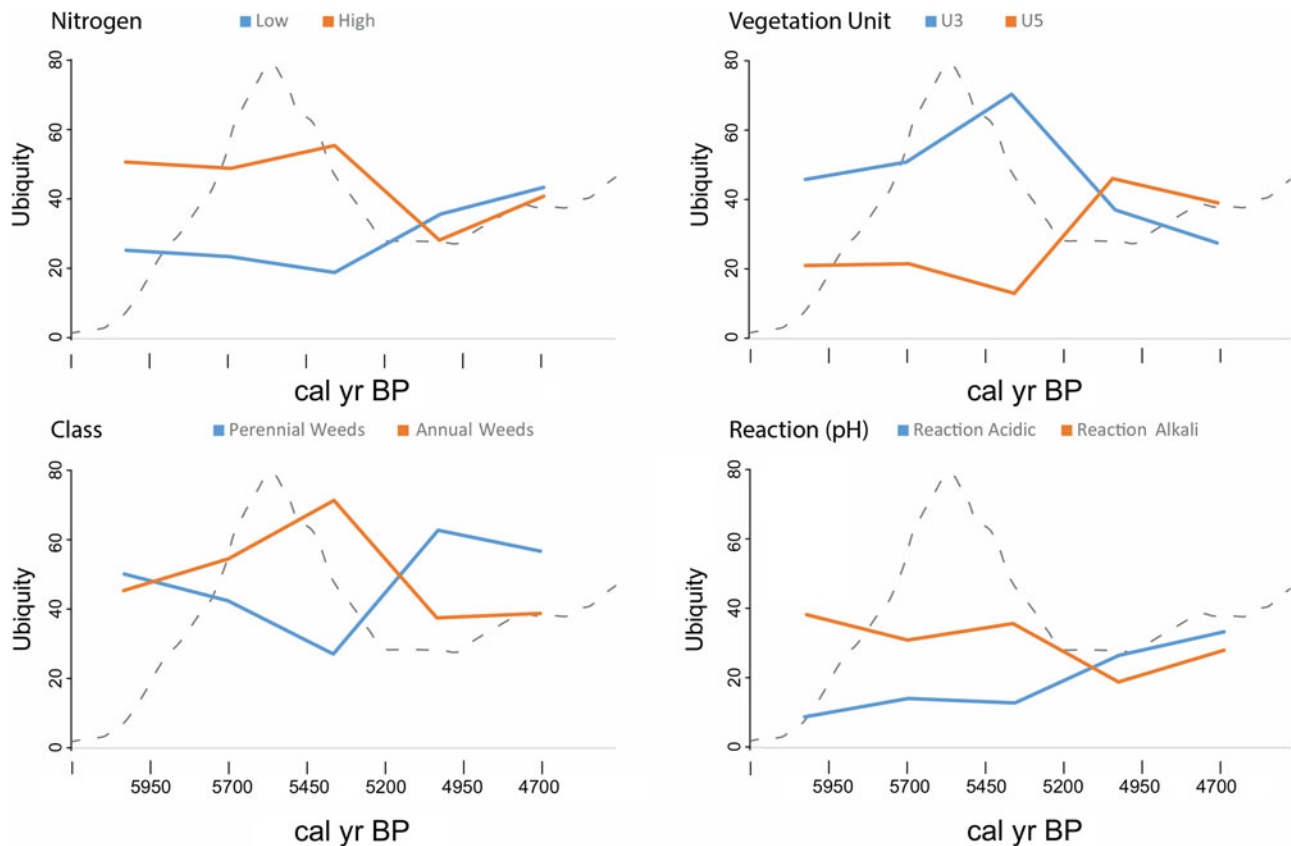 Nitrogen
Low High
80
60
40
20
0
Ubiquity
cal yr BP
Vegetation Unit
U3 U5
80
60
40
20
0
Ubiquity
cal yr BP
Class
Perennial Weeds Annual Weeds
80
60
40
20
0
Ubiquity
5950 5700 5450 5200 4950 4700
cal yr BP
Reaction (pH)
Reaction Acidic Reaction Alkali
80
60
40
20
0
Ubiquity
5950 5700 5450 5200 4950 4700
cal yr BP